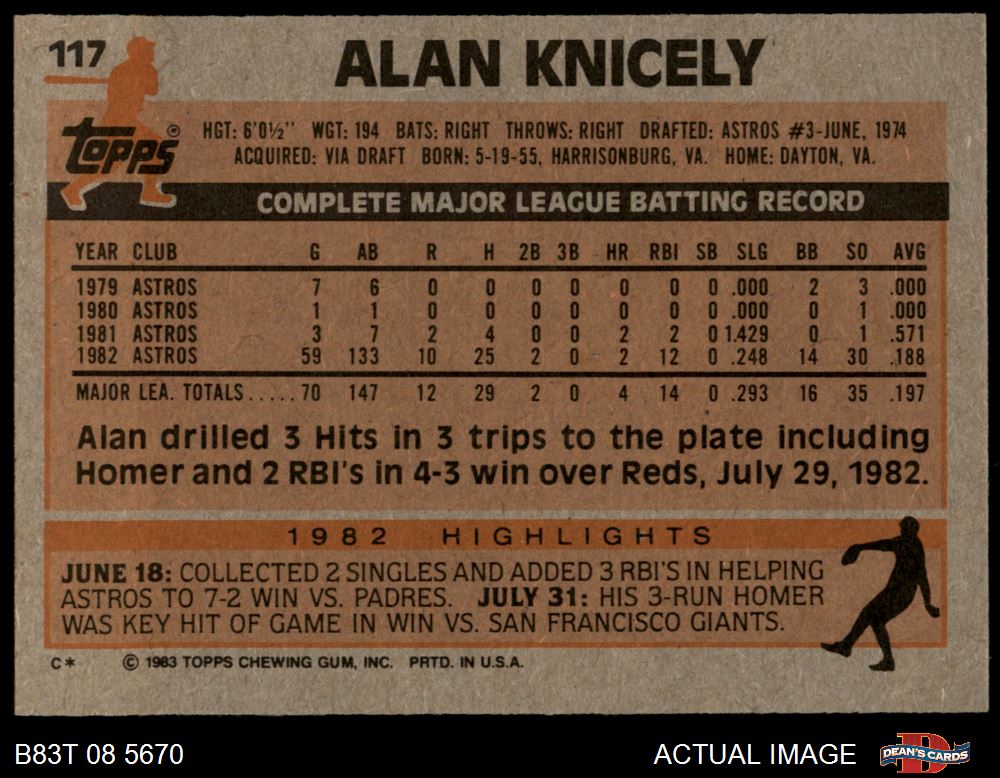 117
ALAN KNICELY
Topps®
HGT: 6'0½" WGT: 194 BATS: RIGHT THROWS: RIGHT DRAFTED: ASTROS #3-JUNE, 1974
ACQUIRED: VIA DRAFT BORN: 5-19-55, HARRISONBURG, VA. HOME: DAYTON, VA.
COMPLETE MAJOR LEAGUE BATTING RECORD
YEAR CLUB G AB R H 2B 3B HR RBI SB SLG BB SO AVG
1979 ASTROS 7 6 0 0 0 0 0 0 0 .000 2 3 .000
1980 ASTROS 1 1 0 0 0 0 0 0 0 .000 0 1 .000
1981 ASTROS 3 7 2 4 0 0 2 2 0 1.429 0 1 .571
1982 ASTROS 59 133 10 25 2 0 2 12 0 .248 14 30 .188
MAJOR LEA. TOTALS.....70 147 12 29 2 0 4 14 0 .293 16 35 .197
Alan drilled 3 Hits in 3 trips to the plate including
Homer and 2 RBI's in 4-3 win over Reds, July 29, 1982.
1982 HIGHLIGHTS
JUNE 18: COLLECTED 2 SINGLES AND ADDED 3 RBI'S IN HELPING
ASTROS TO 7-2 WIN VS. PADRES. JULY 31: HIS 3-RUN HOMER
WAS KEY HIT OF GAME IN WIN VS. SAN FRANCISCO GIANTS.
C* © 1983 TOPPS CHEWING GUM, INC. PRTD. IN U.S.A.
B83T 08 5670 ACTUAL IMAGE D DEAN'S CARDS